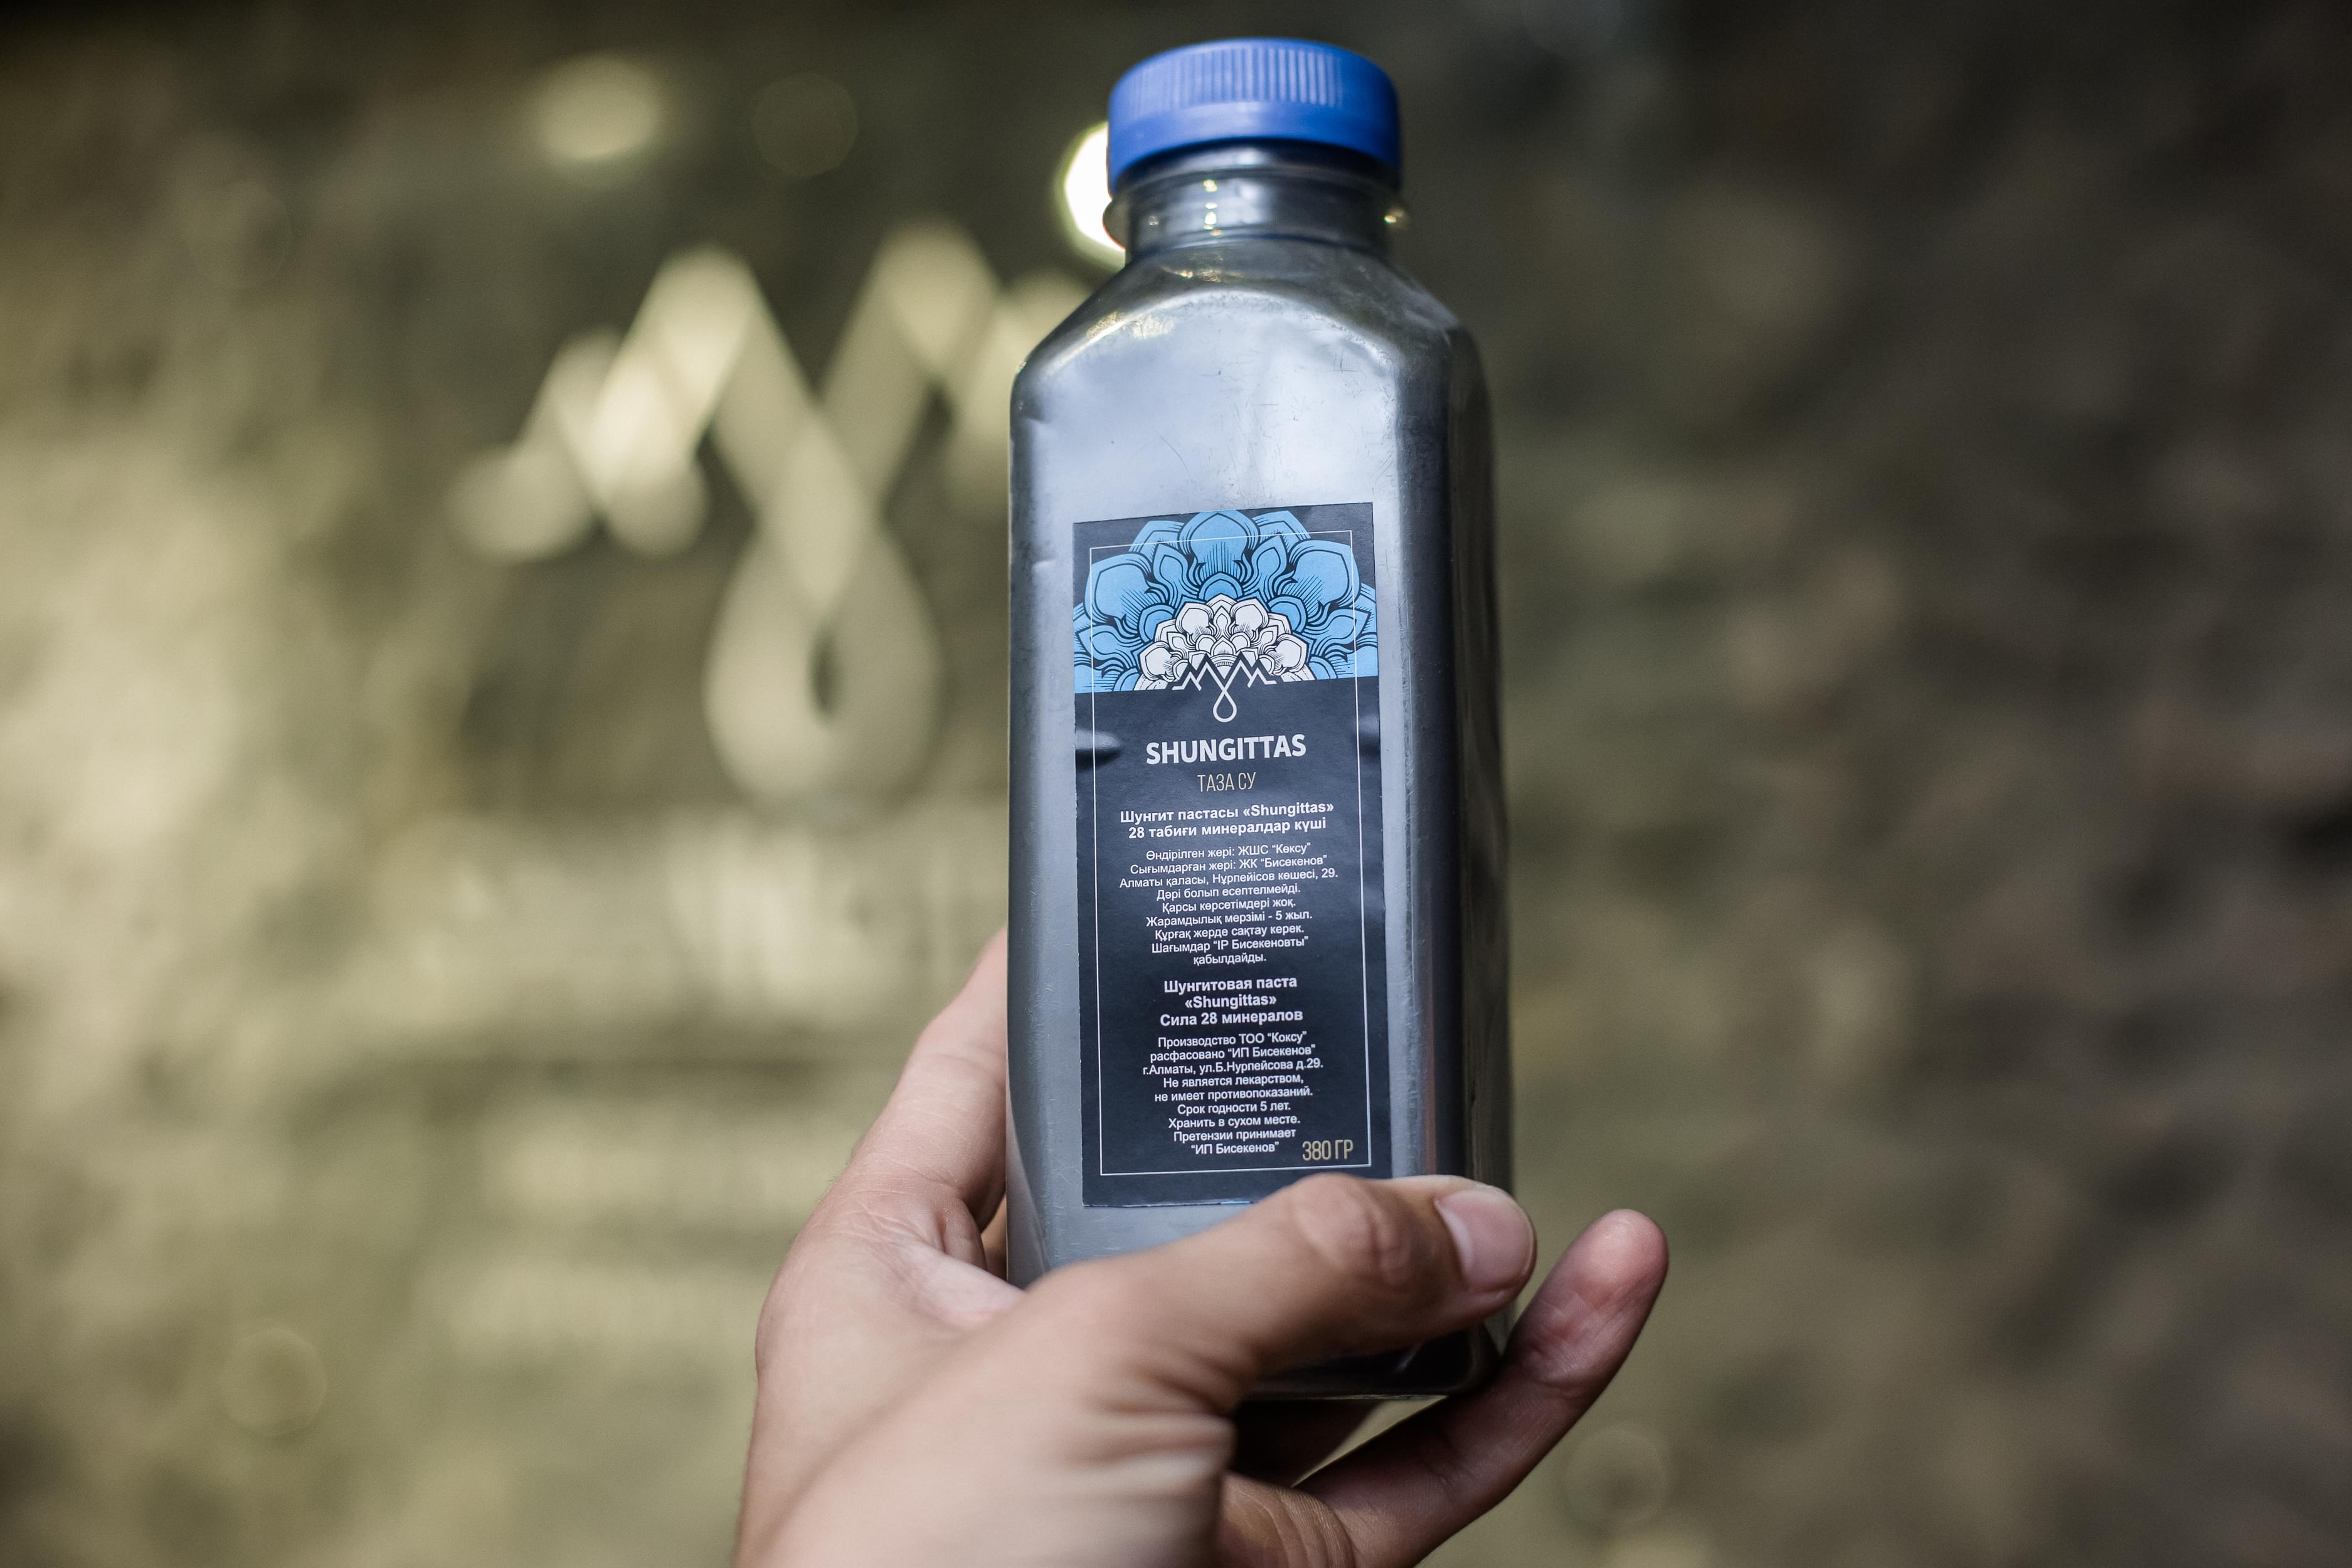 SHUNGITTAS
ТАЗА СУ
Шунгит пастасы «Shungittas»
28 табиғи минералдар күші
Өндірілген жері: ЖШС "Көксу"
Сығымдарған жері: ЖК "Бисекенов"
Алматы қаласы, Нұрпейісов көшесі, 29.
Дәрі болып есептелмейді.
Қарсы көрсетімдері жоқ.
Жарамдылық мерзімі - 5 жыл.
Құрғақ жерде сақтау керек.
Шағымдар "IP Бисекеновты"
қабылдайды.
Шунгитовая паста
«Shungittas»
Сила 28 минералов
Производство ТОО "Коксу"
расфасовано "ИП Бисекенов"
г.Алматы, ул.Б.Нурпейсова д.29.
Не является лекарством,
не имеет противопоказаний.
Срок годности 5 лет.
Хранить в сухом месте.
Претензии принимает
"ИП Бисекенов"
380 ГР